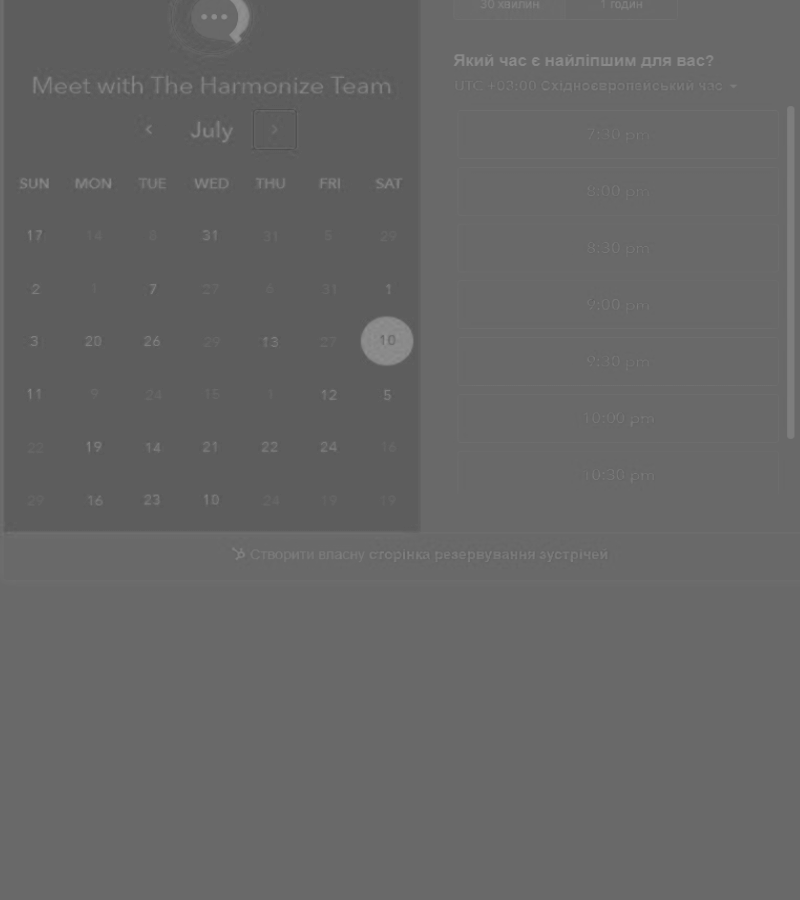 30 хвилин 1 годин
Який час є найліпшим для вас?
UTC +03:00 Східноєвропейський час
Meet with The Harmonize Team
July
SUN MON TUE WED THU FRI SAT
17 14 8 31 31 5 29
2 1 7 27 6 31 1
3 20 26 29 13 27 10
11 9 24 15 1 12 5
22 19 14 21 22 24 16
29 16 23 10 24 19 19
7:30 pm
8:00 pm
8:30 pm
9:00 pm
9:30 pm
10:00 pm
10:30 pm
Створити власну сторінка резервування зустрічей